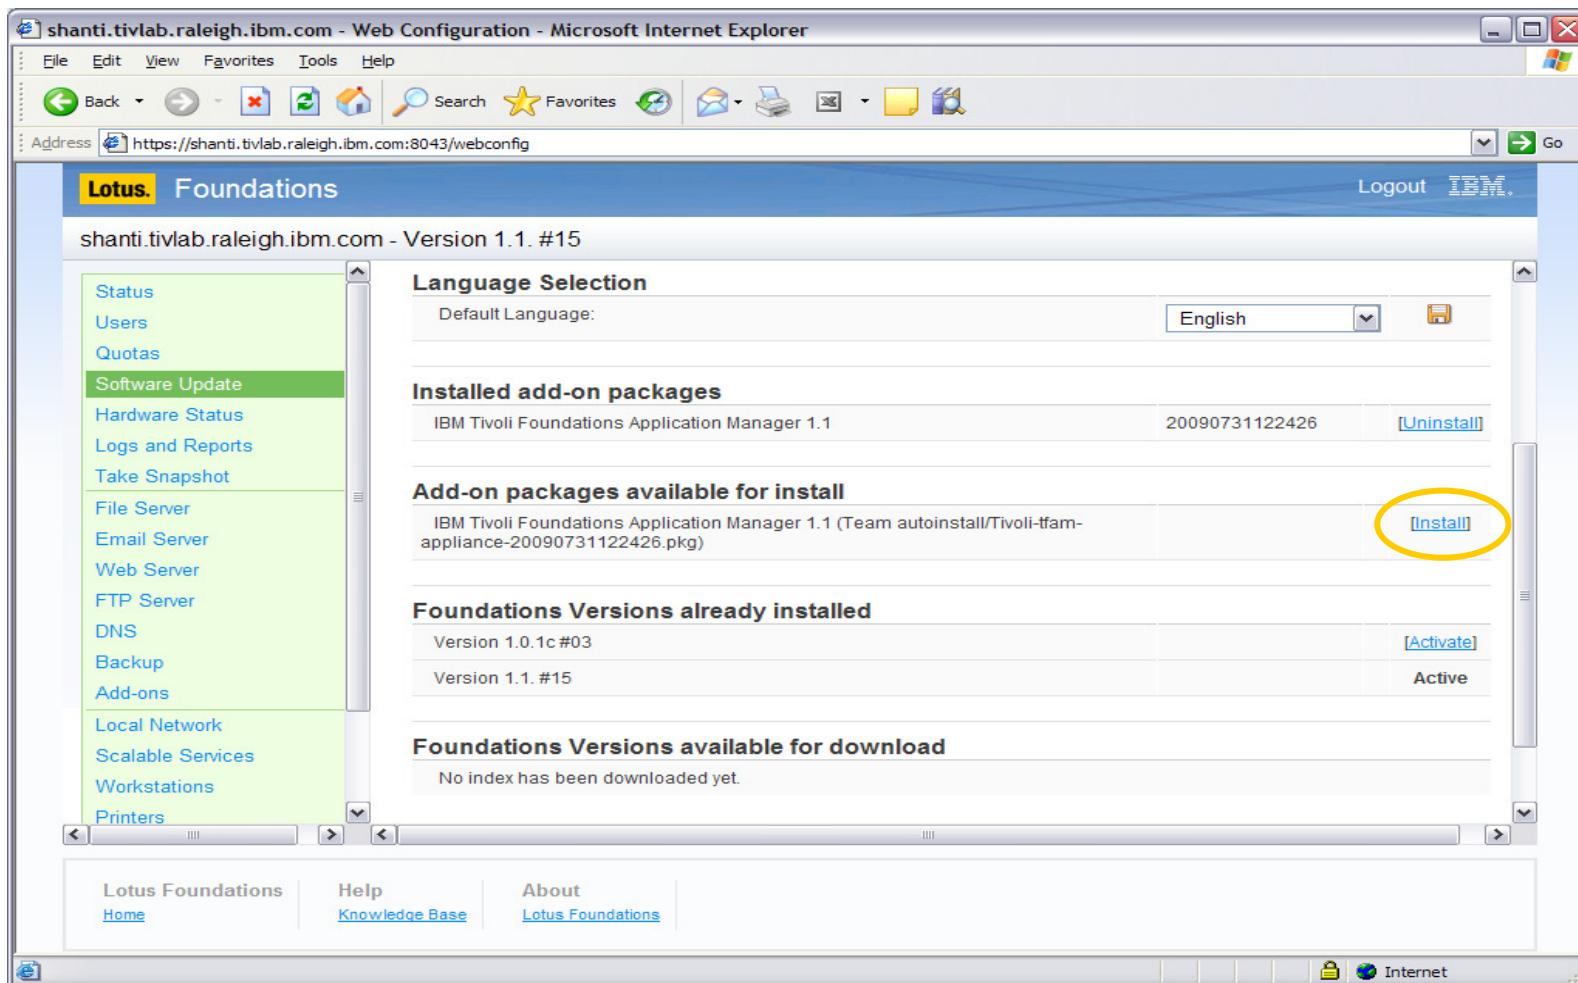 shanti.tivlab.raleigh.ibm.com - Web Configuration - Microsoft Internet Explorer
File Edit View Favorites Tools Help
Back Search Favorites
Address https://shanti.tivlab.raleigh.ibm.com:8043/webconfig Go
Lotus. Foundations Logout IBM.
shanti.tivlab.raleigh.ibm.com - Version 1.1. #15
Status
Users
Quotas
Software Update
Hardware Status
Logs and Reports
Take Snapshot
File Server
Email Server
Web Server
FTP Server
DNS
Backup
Add-ons
Local Network
Scalable Services
Workstations
Printers
Language Selection
Default Language: English
Installed add-on packages
IBM Tivoli Foundations Application Manager 1.1 20090731122426 [Uninstall]
Add-on packages available for install
IBM Tivoli Foundations Application Manager 1.1 (Team autoinstall/Tivoli-tfam- [Install]
appliance-20090731122426.pkg)
Foundations Versions already installed
Version 1.0.1c #03 [Activate]
Version 1.1. #15 Active
Foundations Versions available for download
No index has been downloaded yet.
Lotus Foundations Help About
Home Knowledge Base Lotus Foundations
Internet